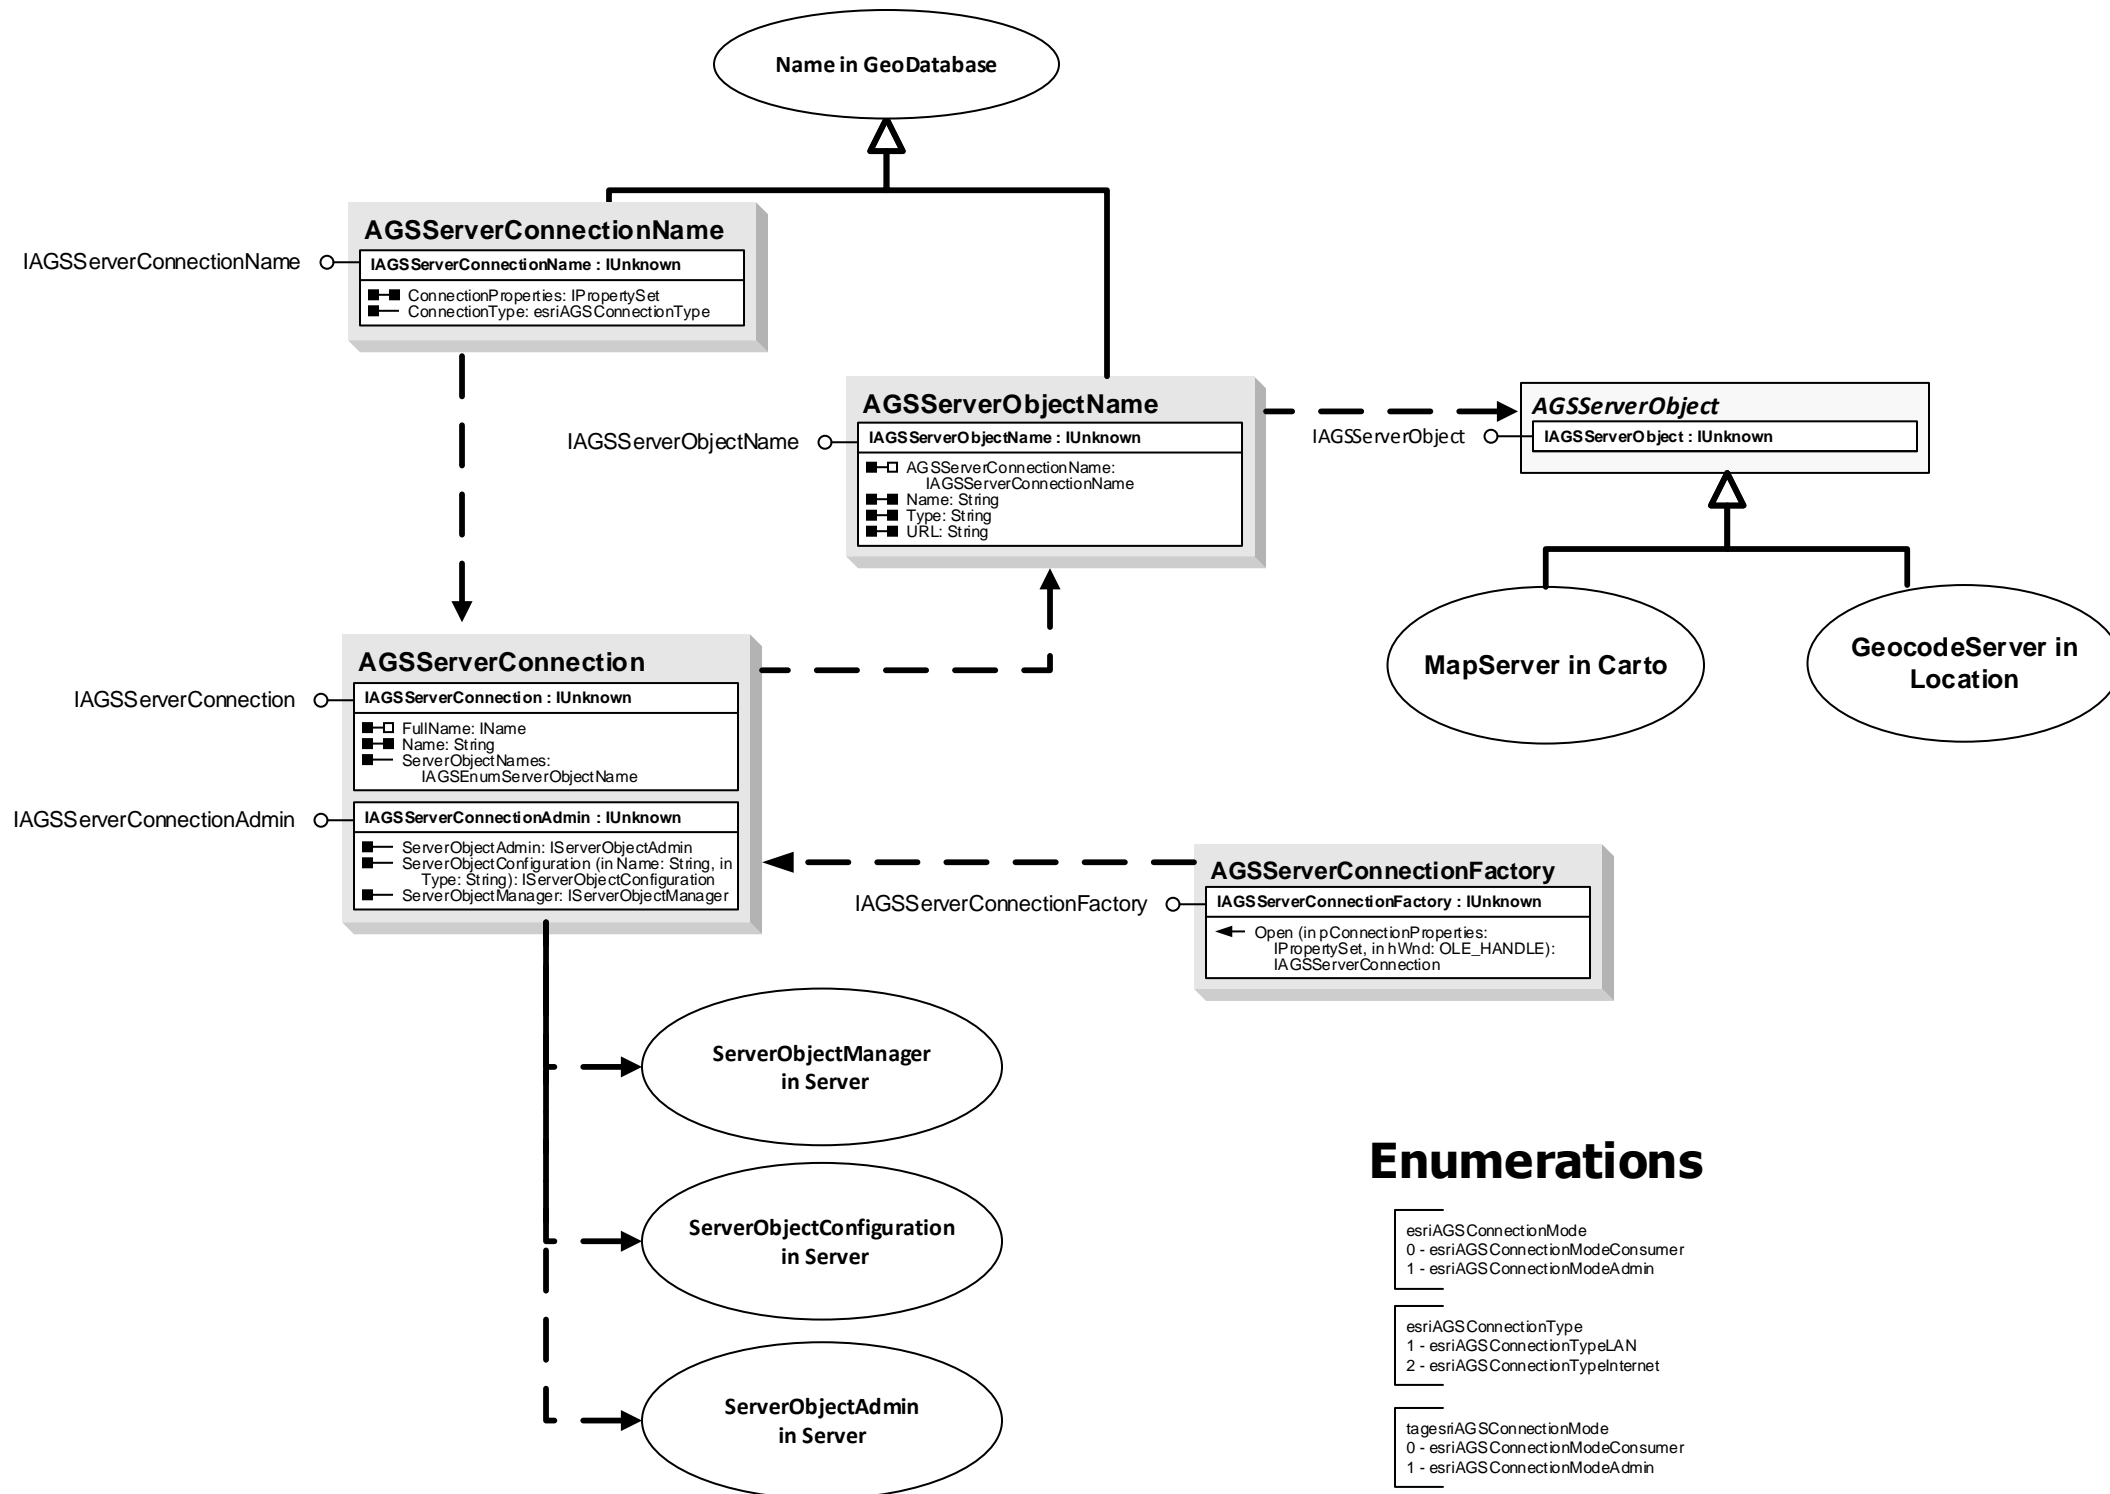 Name in GeoDatabase
AGSServerConnectionName
IAGSServerConnectionName
IAGSServerConnectionName : IUnknown
ConnectionProperties: IPropertySet
ConnectionType: esriAGSConnectionType
AGSServerObjectName
IAGSServerObjectName
IAGSServerObjectName : IUnknown
AGSServerConnectionName:
IAGSServerConnectionName
Name: String
Type: String
URL: String
AGSServerObject
IAGSServerObject
IAGSServerObject : IUnknown
MapServer in Carto
GeocodeServer in
Location
AGSServerConnection
IAGSServerConnection
IAGSServerConnection : IUnknown
FullName: IName
Name: String
ServerObjectNames:
IAGSEnumServerObjectName
IAGSServerConnectionAdmin
IAGSServerConnectionAdmin : IUnknown
ServerObjectAdmin: IServerObjectAdmin
ServerObjectConfiguration (in Name: String, in
Type: String): IServerObjectConfiguration
ServerObjectManager: IServerObjectManager
AGSServerConnectionFactory
IAGSServerConnectionFactory
IAGSServerConnectionFactory : IUnknown
Open (in pConnectionProperties:
IPropertySet, in hWnd: OLE_HANDLE):
IAGSServerConnection
ServerObjectManager
in Server
ServerObjectConfiguration
in Server
ServerObjectAdmin
in Server
Enumerations
esriAGSConnectionMode
0 - esriAGSConnectionModeConsumer
1 - esriAGSConnectionModeAdmin
esriAGSConnectionType
1 - esriAGSConnectionTypeLAN
2 - esriAGSConnectionTypeInternet
tagesriAGSConnectionMode
0 - esriAGSConnectionModeConsumer
1 - esriAGSConnectionModeAdmin